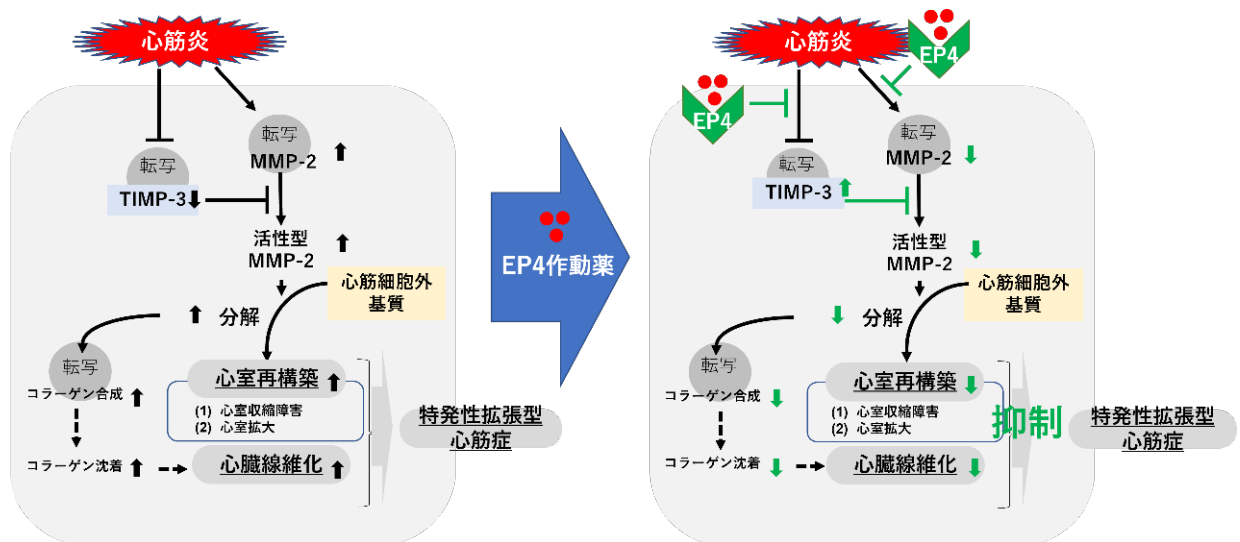 心筋炎
転写
MMP-2
転写
TIMP-3
活性型
MMP-2
心筋細胞外
基質
分解
転写
コラーゲン合成
心室再構築
(1) 心室収縮障害
(2) 心室拡大
コラーゲン沈着
心臓線維化
特発性拡張型
心筋症
EP4作動薬
心筋炎
EP4
EP4
転写
MMP-2
転写
TIMP-3
活性型
MMP-2
心筋細胞外
基質
分解
転写
コラーゲン合成
心室再構築
(1) 心室収縮障害
(2) 心室拡大
コラーゲン沈着
心臓線維化
抑制
特発性拡張型
心筋症